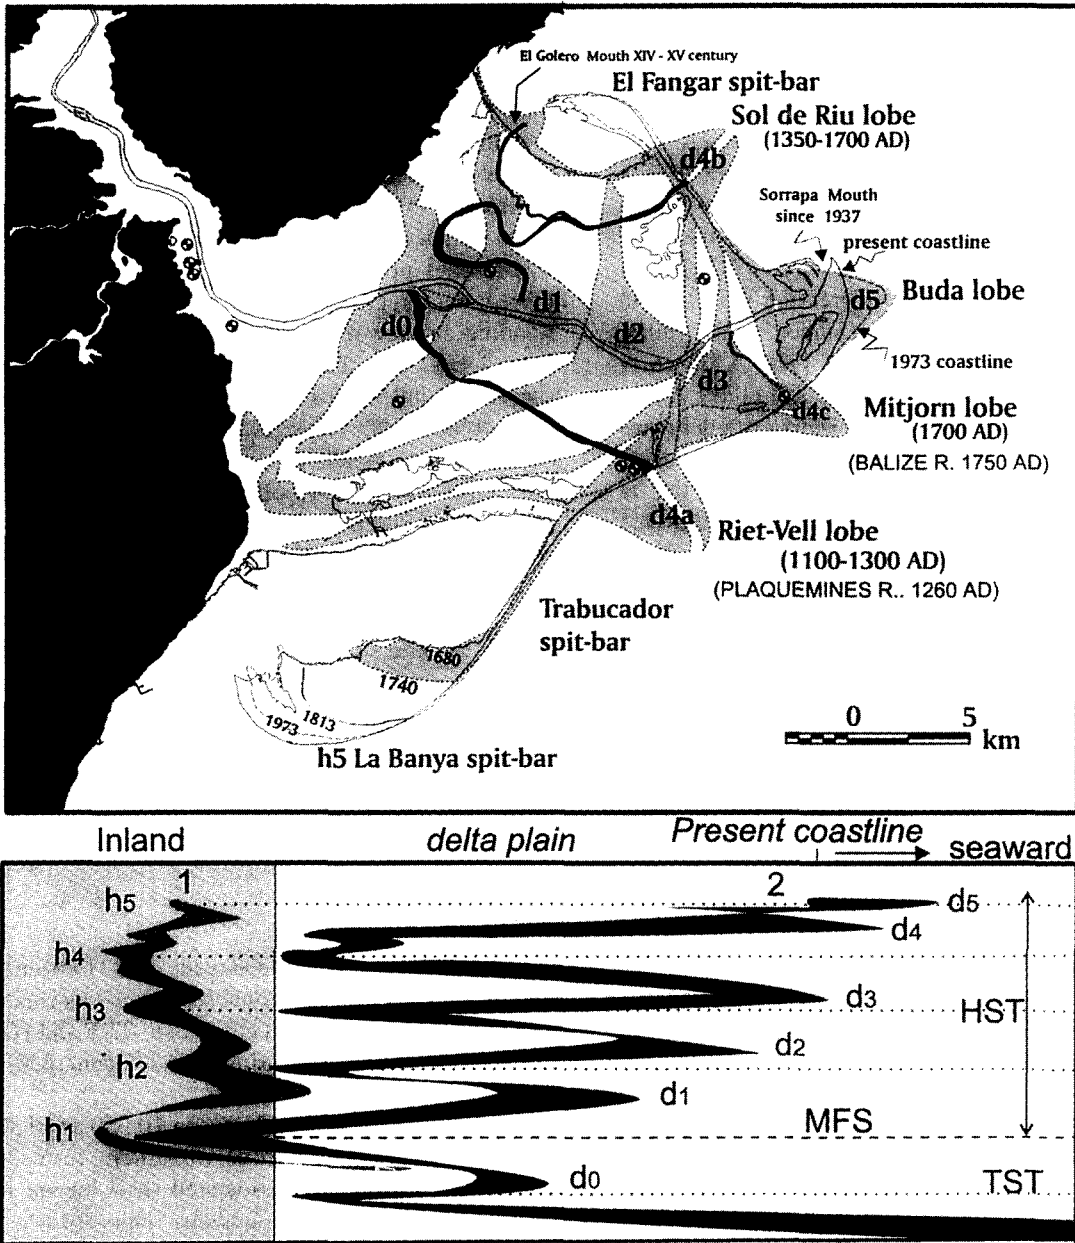 El Golero Mouth XIV - XV century
El Fangar spit-bar
Sol de Riu lobe
(1350-1700 AD)
d4b
Sorrapa Mouth
since 1937
present coastline
d5
Buda lobe
d0
d1
d2
d3
1973 coastline
d4c
Mitjorn lobe
(1700 AD)
(BALIZE R. 1750 AD)
d4a
Riet-Vell lobe
(1100-1300 AD)
(PLAQUEMINES R.. 1260 AD)
Trabucador
spit-bar
1680
1740
1813
1973
h5 La Banya spit-bar
0 5
km
Inland
delta plain
Present coastline
seaward
1
2
h5
d5
d4
h4
h3
d3
HST
d2
h2
d1
MFS
h1
d0
TST